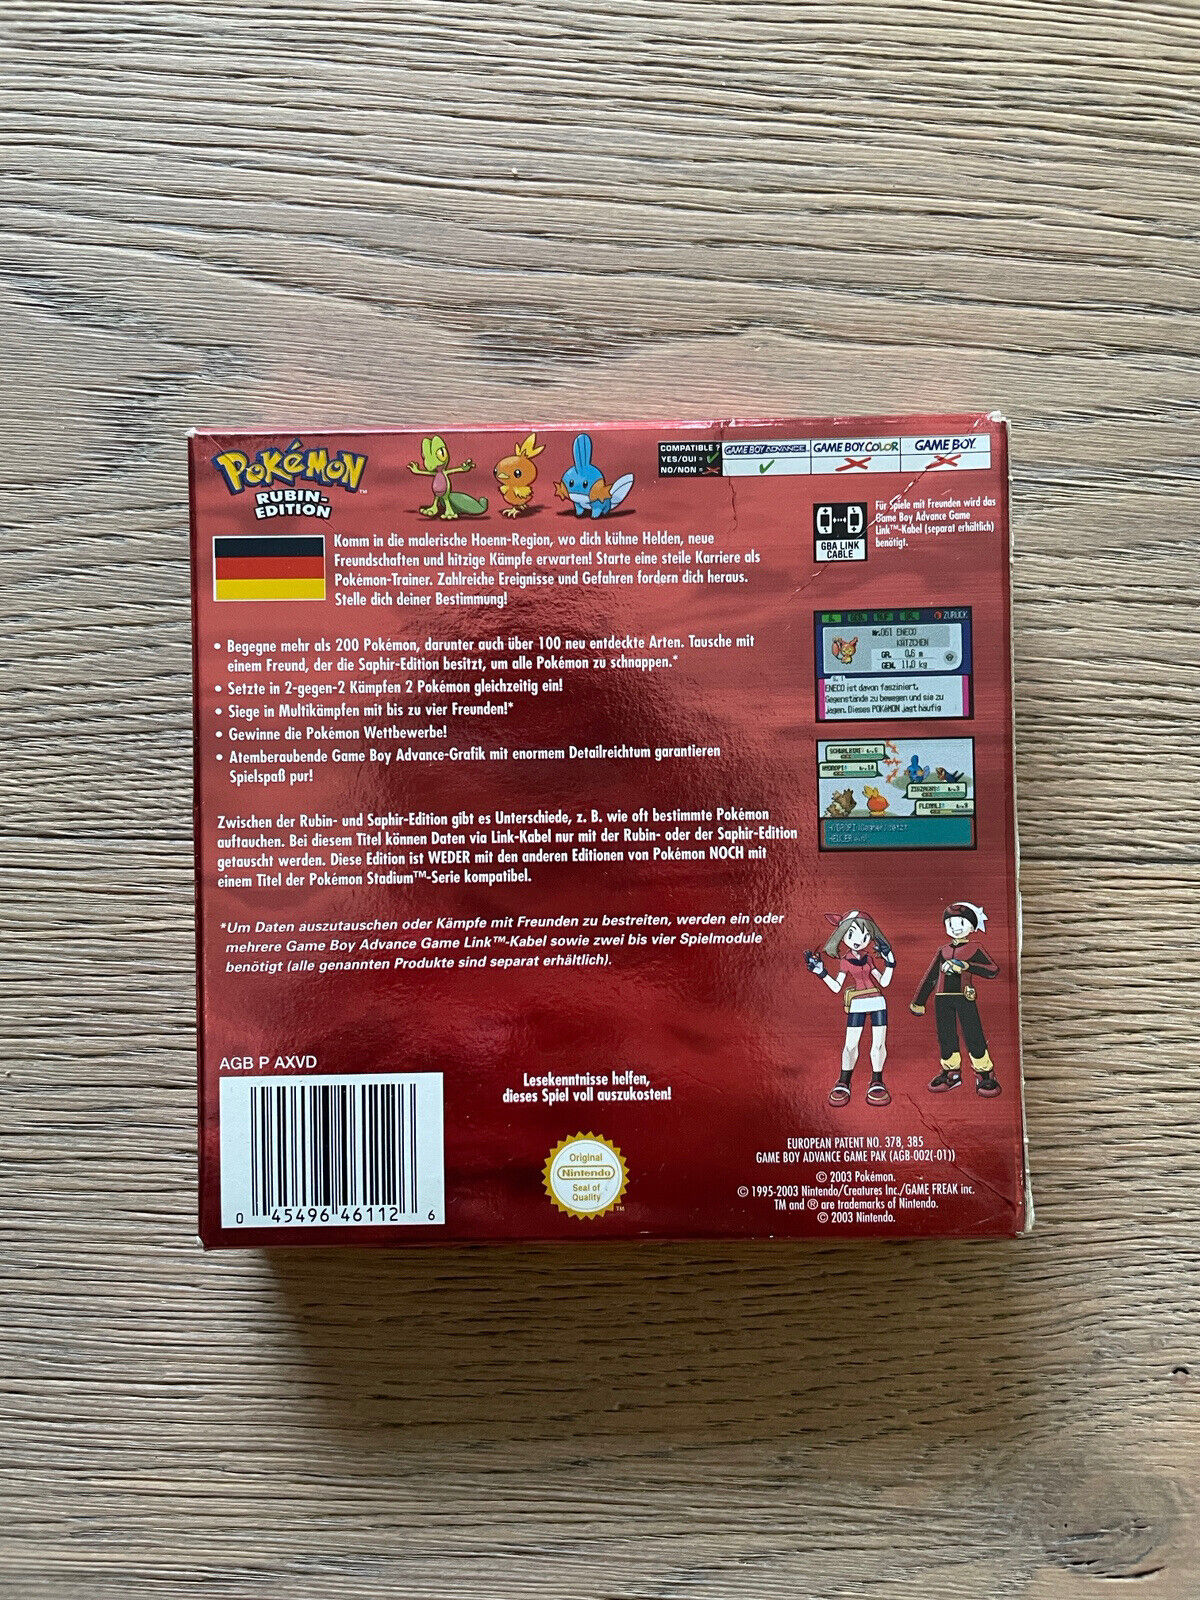 POKéMON™
RUBIN-
EDITION
COMPATIBLE ?
YES/OUI =
NO/NON =
GAME BOY ADVANCE
GAME BOY COLOR
GAME BOY
GBA LINK
CABLE
Für Spiele mit Freunden wird das
Game Boy Advance Game
Link™-Kabel (separat erhältlich)
benötigt.
Komm in die malerische Hoenn-Region, wo dich kühne Helden, neue
Freundschaften und hitzige Kämpfe erwarten! Starte eine steile Karriere als
Pokémon-Trainer. Zahlreiche Ereignisse und Gefahren fordern dich heraus.
Stelle dich deiner Bestimmung!
• Begegne mehr als 200 Pokémon, darunter auch über 100 neu entdeckte Arten. Tausche mit
einem Freund, der die Saphir-Edition besitzt, um alle Pokémon zu schnappen.*
• Setzte in 2-gegen-2 Kämpfen 2 Pokémon gleichzeitig ein!
• Siege in Multikämpfen mit bis zu vier Freunden!*
• Gewinne die Pokémon Wettbewerbe!
• Atemberaubende Game Boy Advance-Grafik mit enormem Detailreichtum garantieren
Spielspaß pur!
ZURÜCK
Nr.061 ENECO
KÄTZCHEN
GR. 0,6 m
GEW. 11,0 kg
ENECO ist davon fasziniert,
Gegenstände zu bewegen und sie zu
jagen. Dieses POKéMON jagt häufig
Zwischen der Rubin- und Saphir-Edition gibt es Unterschiede, z. B. wie oft bestimmte Pokémon
auftauchen. Bei diesem Titel können Daten via Link-Kabel nur mit der Rubin- oder der Saphir-Edition
getauscht werden. Diese Edition ist WEDER mit den anderen Editionen von Pokémon NOCH mit
einem Titel der Pokémon Stadium™-Serie kompatibel.
*Um Daten auszutauschen oder Kämpfe mit Freunden zu bestreiten, werden ein oder
mehrere Game Boy Advance Game Link™-Kabel sowie zwei bis vier Spielmodule
benötigt (alle genannten Produkte sind separat erhältlich).
AGB P AXVD
0 45496 46112 6
Lesekenntnisse helfen,
dieses Spiel voll auszukosten!
Original
Nintendo
Seal of
Quality
TM
EUROPEAN PATENT NO. 378, 385
GAME BOY ADVANCE GAME PAK (AGB-002(-01))
© 2003 Pokémon.
© 1995-2003 Nintendo/Creatures Inc./GAME FREAK inc.
TM and ® are trademarks of Nintendo.
© 2003 Nintendo.